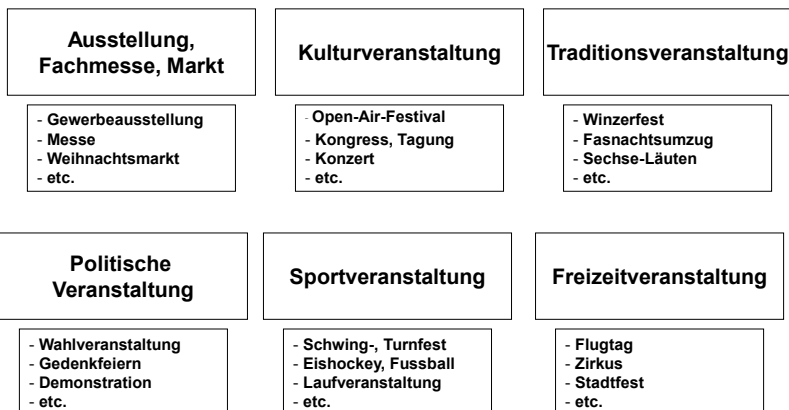 Ausstellung,
Fachmesse, Markt
- Gewerbeausstellung
- Messe
- Weihnachtsmarkt
- etc.
Kulturveranstaltung
- Open-Air-Festival
- Kongress, Tagung
- Konzert
- etc.
Traditionsveranstaltung
- Winzerfest
- Fasnachtsumzug
- Sechse-Läuten
- etc.
Politische
Veranstaltung
- Wahlveranstaltung
- Gedenkfeiern
- Demonstration
- etc.
Sportveranstaltung
- Schwing-, Turnfest
- Eishockey, Fussball
- Laufveranstaltung
- etc.
Freizeitveranstaltung
- Flugtag
- Zirkus
- Stadtfest
- etc.